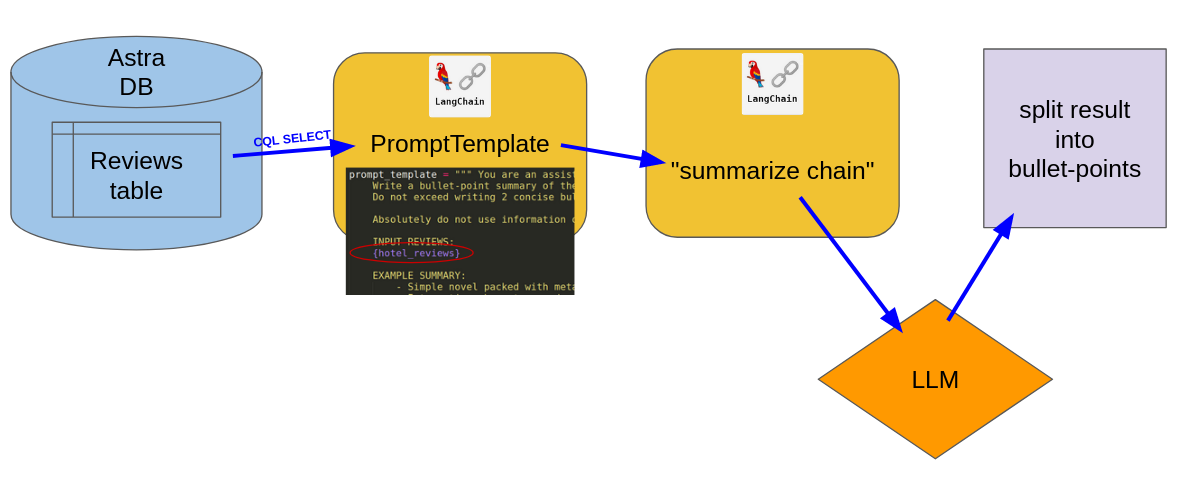 Astra
DB
Reviews
table
CQL SELECT
LangChain
PromptTemplate
prompt_template = """ You are an assist
Write a bullet-point summary of the
Do not exceed writing 2 concise bul
Absolutely do not use information
INPUT REVIEWS:
{hotel_reviews}
EXAMPLE SUMMARY:
- Simple novel packed with meta
LangChain
"summarize chain"
LLM
split result
into
bullet-points